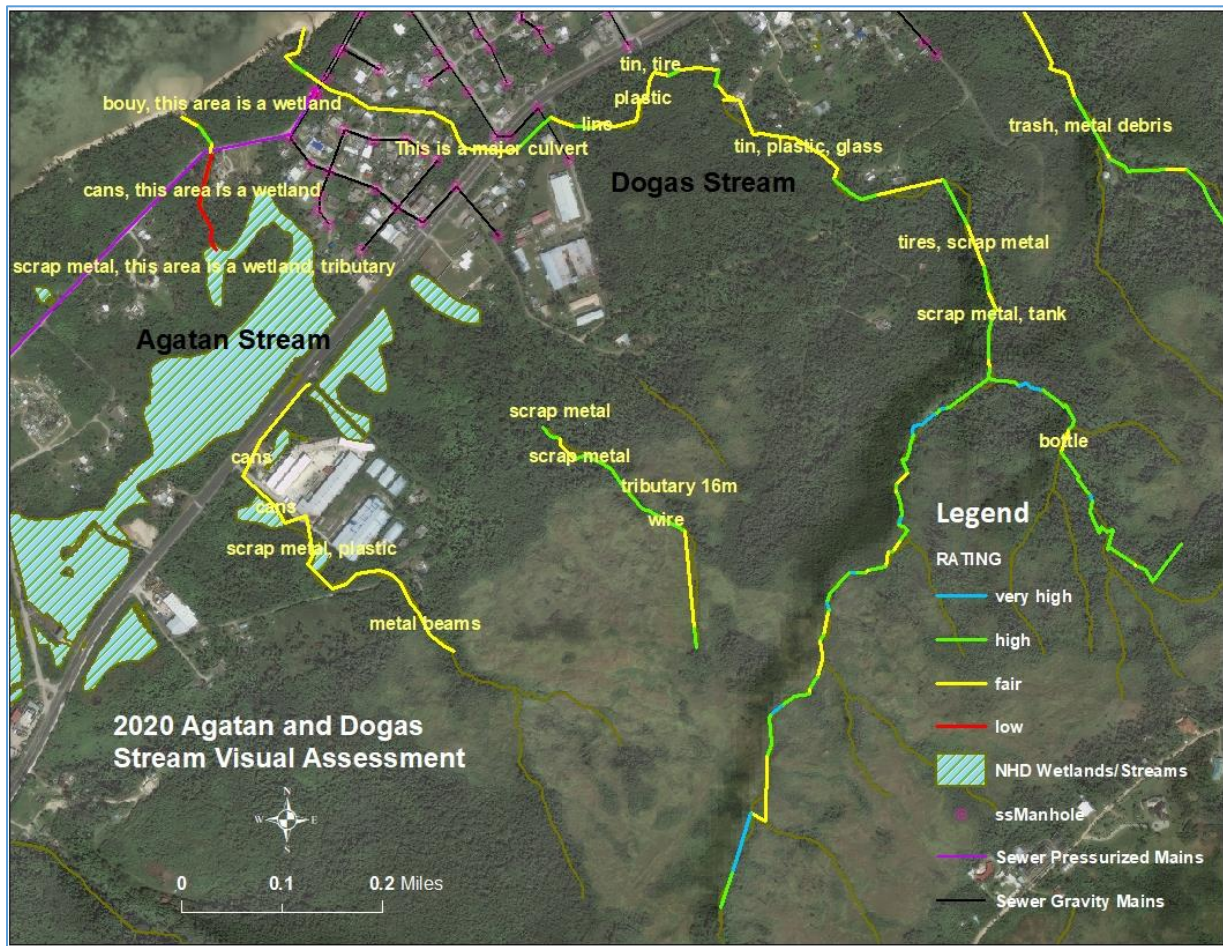 tin, tire
plastic
bouy, this area is a wetland
line
trash, metal debris
This is a major culvert
tin, plastic, glass
cans, this area is a wetland
Dogas Stream
tires, scrap metal
scrap metal, this area is a wetland, tributary
scrap metal, tank
Agatan Stream
scrap metal
bottle
cans
scrap metal
tributary 16m
cans
wire
scrap metal, plastic
metal beams
2020 Agatan and Dogas
Stream Visual Assessment
N
W E
S
0 0.1 0.2 Miles
Legend
RATING
very high
high
fair
low
NHD Wetlands/Streams
ssManhole
Sewer Pressurized Mains
Sewer Gravity Mains